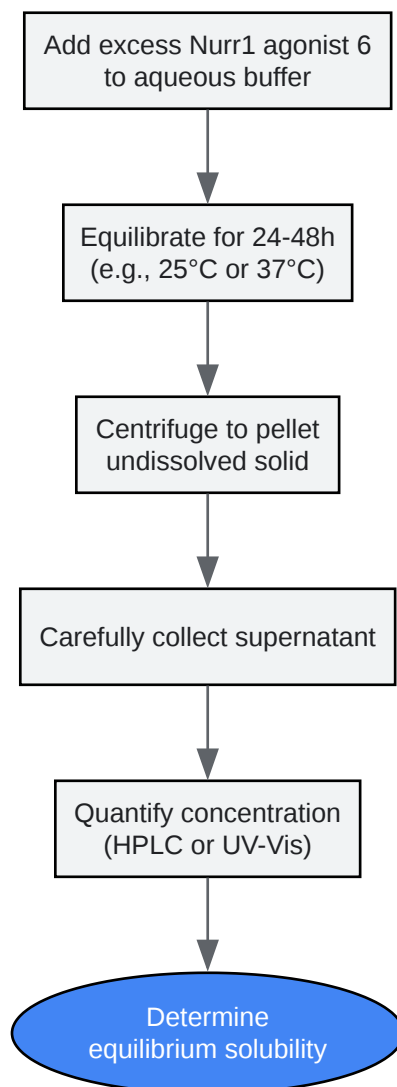 Add excess Nurr1 agonist 6
to aqueous buffer
Equilibrate for 24-48h
(e.g., 25°C or 37°C)
Centrifuge to pellet
undissolved solid
Carefully collect supernatant
Quantify concentration
(HPLC or UV-Vis)
Determine
equilibrium solubility